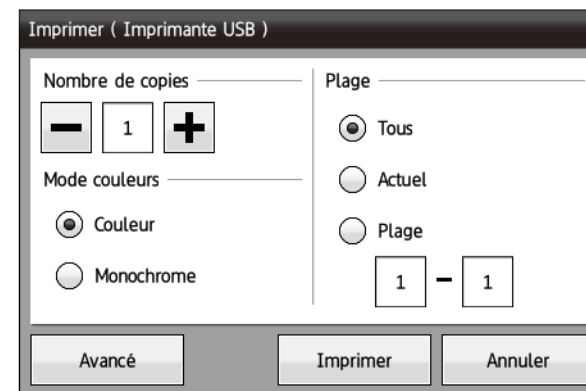 Imprimer ( Imprimante USB )
Nombre de copies
1
Mode couleurs
Couleur
Monochrome
Plage
Tous
Actuel
Plage
1 – 1
Avancé
Imprimer
Annuler